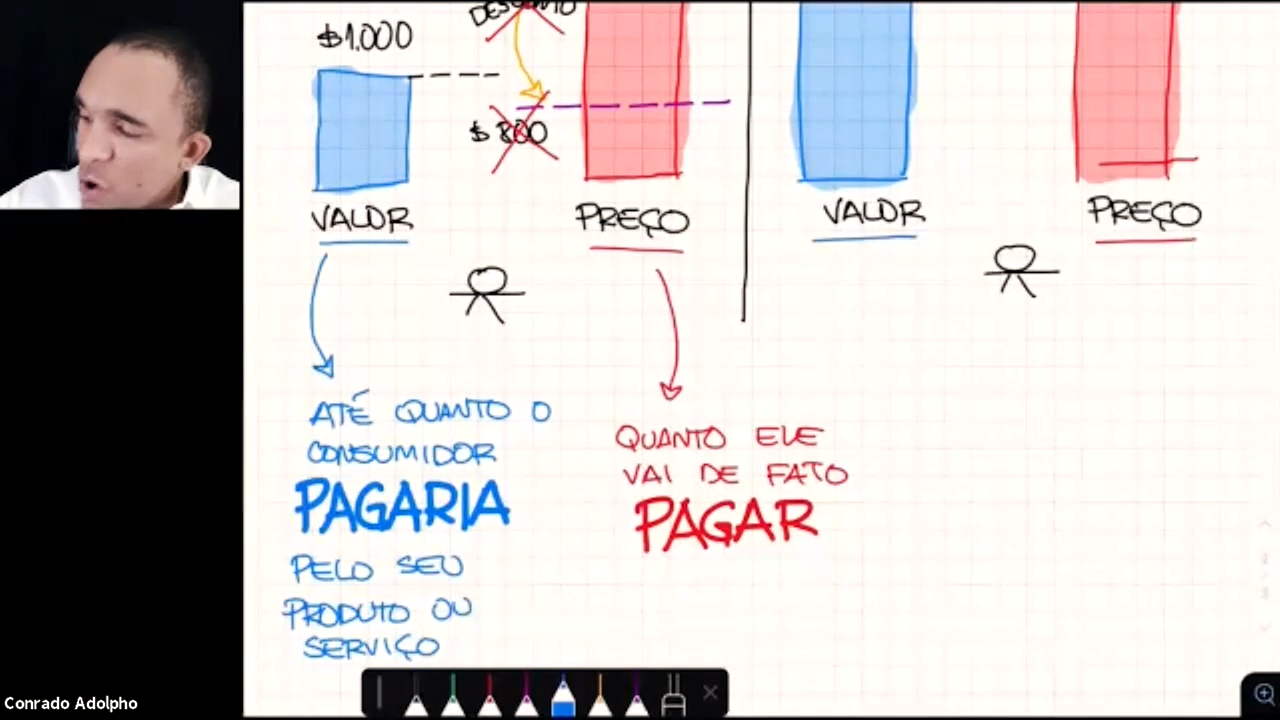 DESCONTO
$1.000
$800
VALOR
PREÇO
VALOR
PREÇO
ATÉ QUANTO O
CONSUMIDOR
PAGARIA
PELO SEU
PRODUTO OU
SERVIÇO
QUANTO ELE
VAI DE FATO
PAGAR
Conrado Adolpho